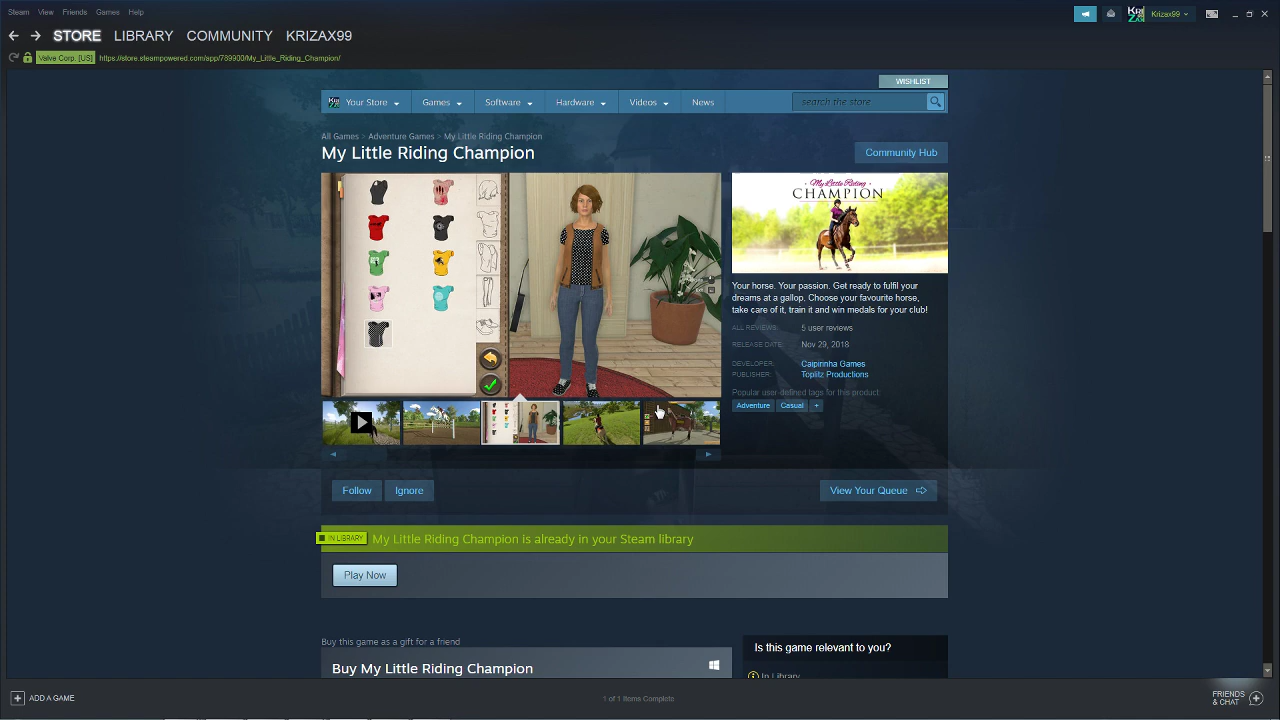 Steam View Friends Games Help
Krizax99
STORE LIBRARY COMMUNITY KRIZAX99
Valve Corp. [US] https://store.steampowered.com/app/789900/My_Little_Riding_Champion/
WISHLIST
Your Store Games Software Hardware Videos News search the store
All Games > Adventure Games > My Little Riding Champion
My Little Riding Champion
Community Hub
My Little Riding
CHAMPION
Your horse. Your passion. Get ready to fulfil your
dreams at a gallop. Choose your favourite horse,
take care of it, train it and win medals for your club!
ALL REVIEWS: 5 user reviews
RELEASE DATE: Nov 29, 2018
DEVELOPER: Caipirinha Games
PUBLISHER: Toplitz Productions
Popular user-defined tags for this product:
Adventure Casual +
Follow Ignore View Your Queue
IN LIBRARY My Little Riding Champion is already in your Steam library
Play Now
Buy this game as a gift for a friend
Buy My Little Riding Champion
Is this game relevant to you?
In Library
ADD A GAME
1 of 1 Items Complete
FRIENDS
& CHAT